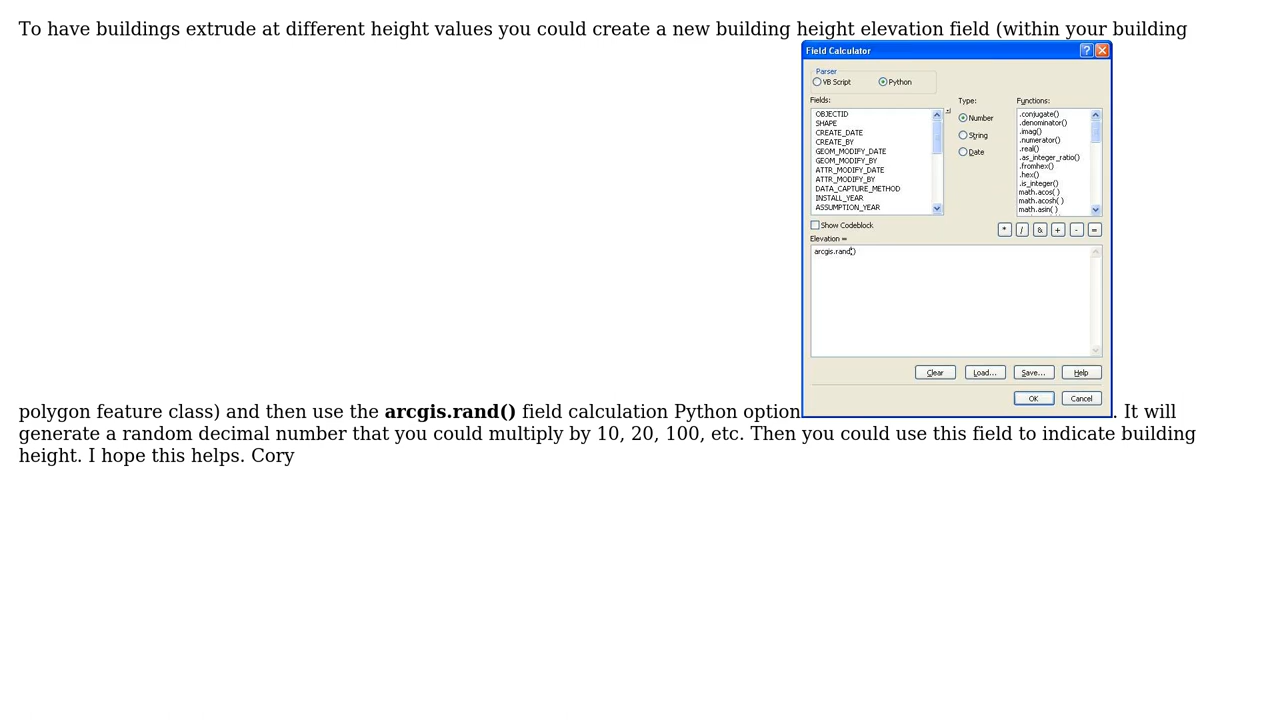 To have buildings extrude at different height values you could create a new building height elevation field (within your building
Field Calculator
Parser
VB Script Python
Fields:
Type:
Functions:
OBJECTID
SHAPE
CREATE_DATE
CREATE_BY
GEOM_MODIFY_DATE
GEOM_MODIFY_BY
ATTR_MODIFY_DATE
ATTR_MODIFY_BY
DATA_CAPTURE_METHOD
INSTALL_YEAR
ASSUMPTION_YEAR
Number
String
Date
.conjugate()
.denominator()
.imag()
.numerator()
.real()
.as_integer_ratio()
.fromhex()
.hex()
.is_integer()
math.acos( )
math.acosh( )
math.asin( )
Show Codeblock
* / & + - =
Elevation =
arcgis.rand()
Clear Load... Save... Help
OK Cancel
polygon feature class) and then use the arcgis.rand() field calculation Python option . It will
generate a random decimal number that you could multiply by 10, 20, 100, etc. Then you could use this field to indicate building
height. I hope this helps. Cory